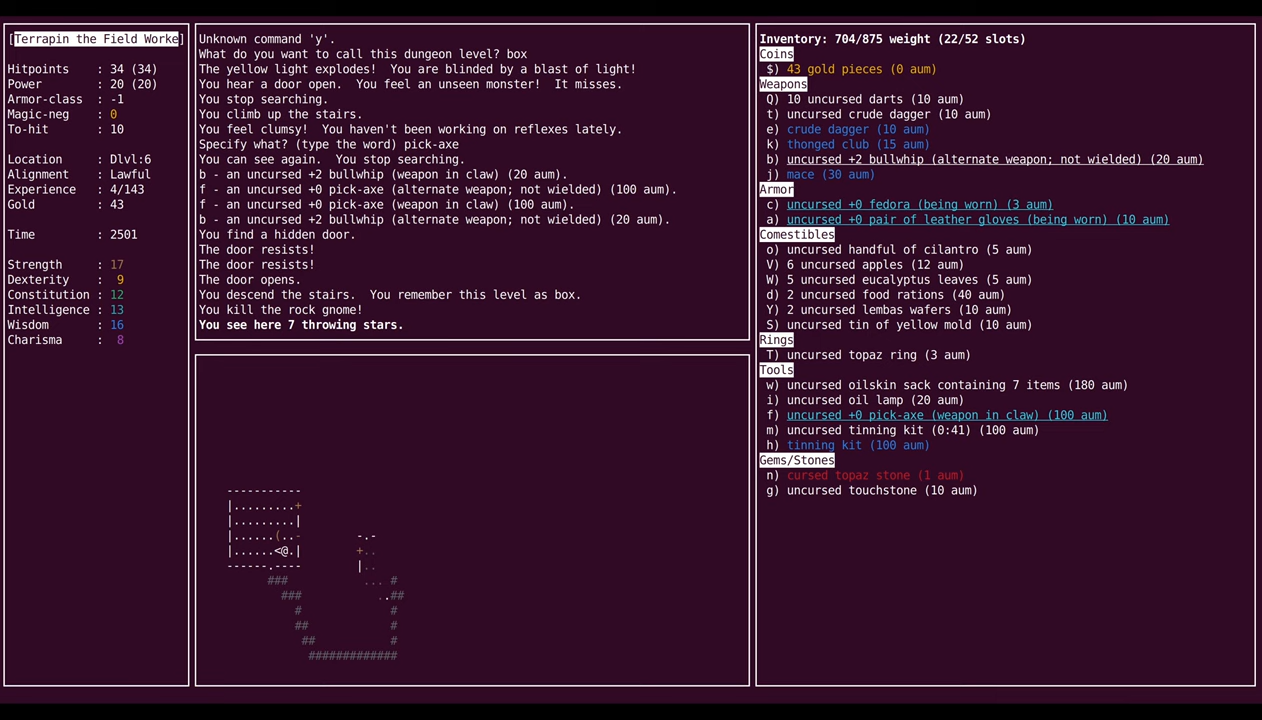 [Terrapin the Field Worke]
Hitpoints : 34 (34)
Power : 20 (20)
Armor-class : -1
Magic-neg : 0
To-hit : 10
Location : Dlvl:6
Alignment : Lawful
Experience : 4/143
Gold : 43
Time : 2501
Strength : 17
Dexterity : 9
Constitution : 12
Intelligence : 13
Wisdom : 16
Charisma : 8
Unknown command 'y'.
What do you want to call this dungeon level? box
The yellow light explodes!  You are blinded by a blast of light!
You hear a door open.  You feel an unseen monster!  It misses.
You stop searching.
You climb up the stairs.
You feel clumsy!  You haven't been working on reflexes lately.
Specify what? (type the word) pick-axe
You can see again.  You stop searching.
b - an uncursed +2 bullwhip (weapon in claw) (20 aum).
f - an uncursed +0 pick-axe (alternate weapon; not wielded) (100 aum).
f - an uncursed +0 pick-axe (weapon in claw) (100 aum).
b - an uncursed +2 bullwhip (alternate weapon; not wielded) (20 aum).
You find a hidden door.
The door resists!
The door resists!
The door opens.
You descend the stairs.  You remember this level as box.
You kill the rock gnome!
You see here 7 throwing stars.
-----------
|.........+
|.........|
|......(..-        -.-
|......<@.|        +..
------.----        |..
###           ... #
###          ..##
#             #
##            #
##           #
#############
Inventory: 704/875 weight (22/52 slots)
Coins
$) 43 gold pieces (0 aum)
Weapons
Q) 10 uncursed darts (10 aum)
t) uncursed crude dagger (10 aum)
e) crude dagger (10 aum)
k) thonged club (15 aum)
b) uncursed +2 bullwhip (alternate weapon; not wielded) (20 aum)
j) mace (30 aum)
Armor
c) uncursed +0 fedora (being worn) (3 aum)
a) uncursed +0 pair of leather gloves (being worn) (10 aum)
Comestibles
o) uncursed handful of cilantro (5 aum)
V) 6 uncursed apples (12 aum)
W) 5 uncursed eucalyptus leaves (5 aum)
d) 2 uncursed food rations (40 aum)
Y) 2 uncursed lembas wafers (10 aum)
S) uncursed tin of yellow mold (10 aum)
Rings
T) uncursed topaz ring (3 aum)
Tools
w) uncursed oilskin sack containing 7 items (180 aum)
i) uncursed oil lamp (20 aum)
f) uncursed +0 pick-axe (weapon in claw) (100 aum)
m) uncursed tinning kit (0:41) (100 aum)
h) tinning kit (100 aum)
Gems/Stones
n) cursed topaz stone (1 aum)
g) uncursed touchstone (10 aum)